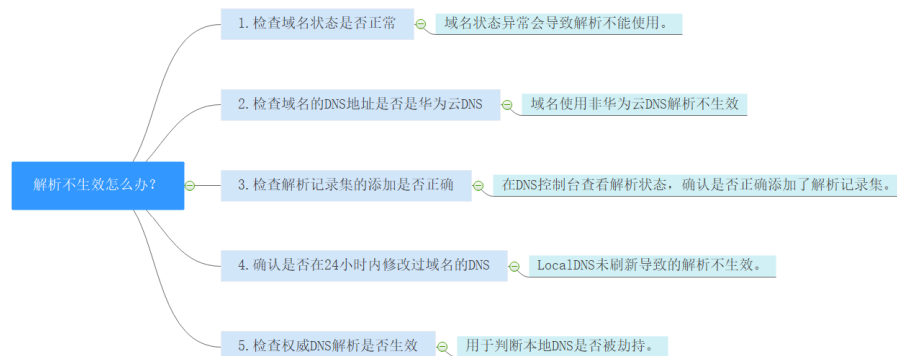 解析不生效怎么办？
1.检查域名状态是否正常
域名状态异常会导致解析不能使用。
2.检查域名的DNS地址是否是华为云DNS
域名使用非华为云DNS解析不生效
3.检查解析记录集的添加是否正确
在DNS控制台查看解析状态，确认是否正确添加了解析记录集。
4.确认是否在24小时内修改过域名的DNS
LocalDNS未刷新导致的解析不生效。
5.检查权威DNS解析是否生效
用于判断本地DNS是否被劫持。